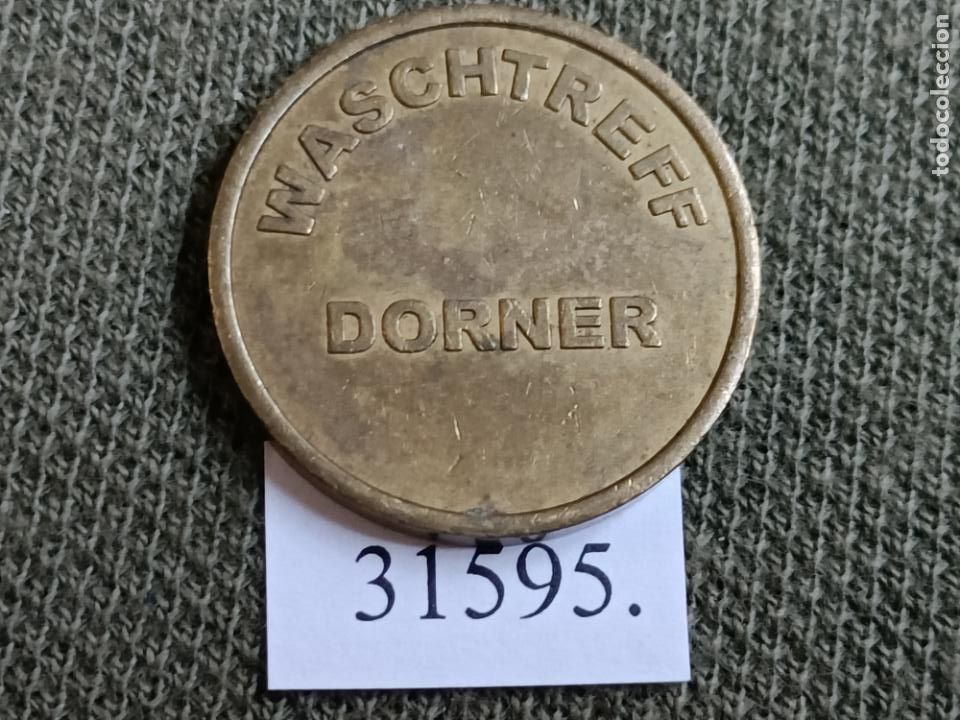 WASCHTREFF
DORNER
31595.
todocoleccion